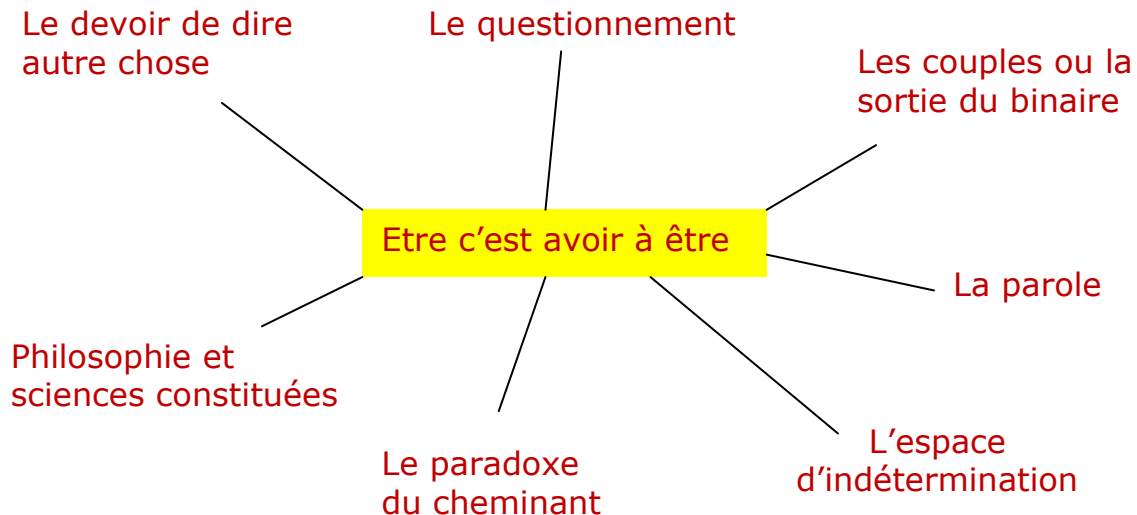 Le devoir de dire
autre chose
Le questionnement
Les couples ou la
sortie du binaire
Etre c’est avoir à être
La parole
Philosophie et
sciences constituées
Le paradoxe
du cheminant
L’espace
d’indétermination